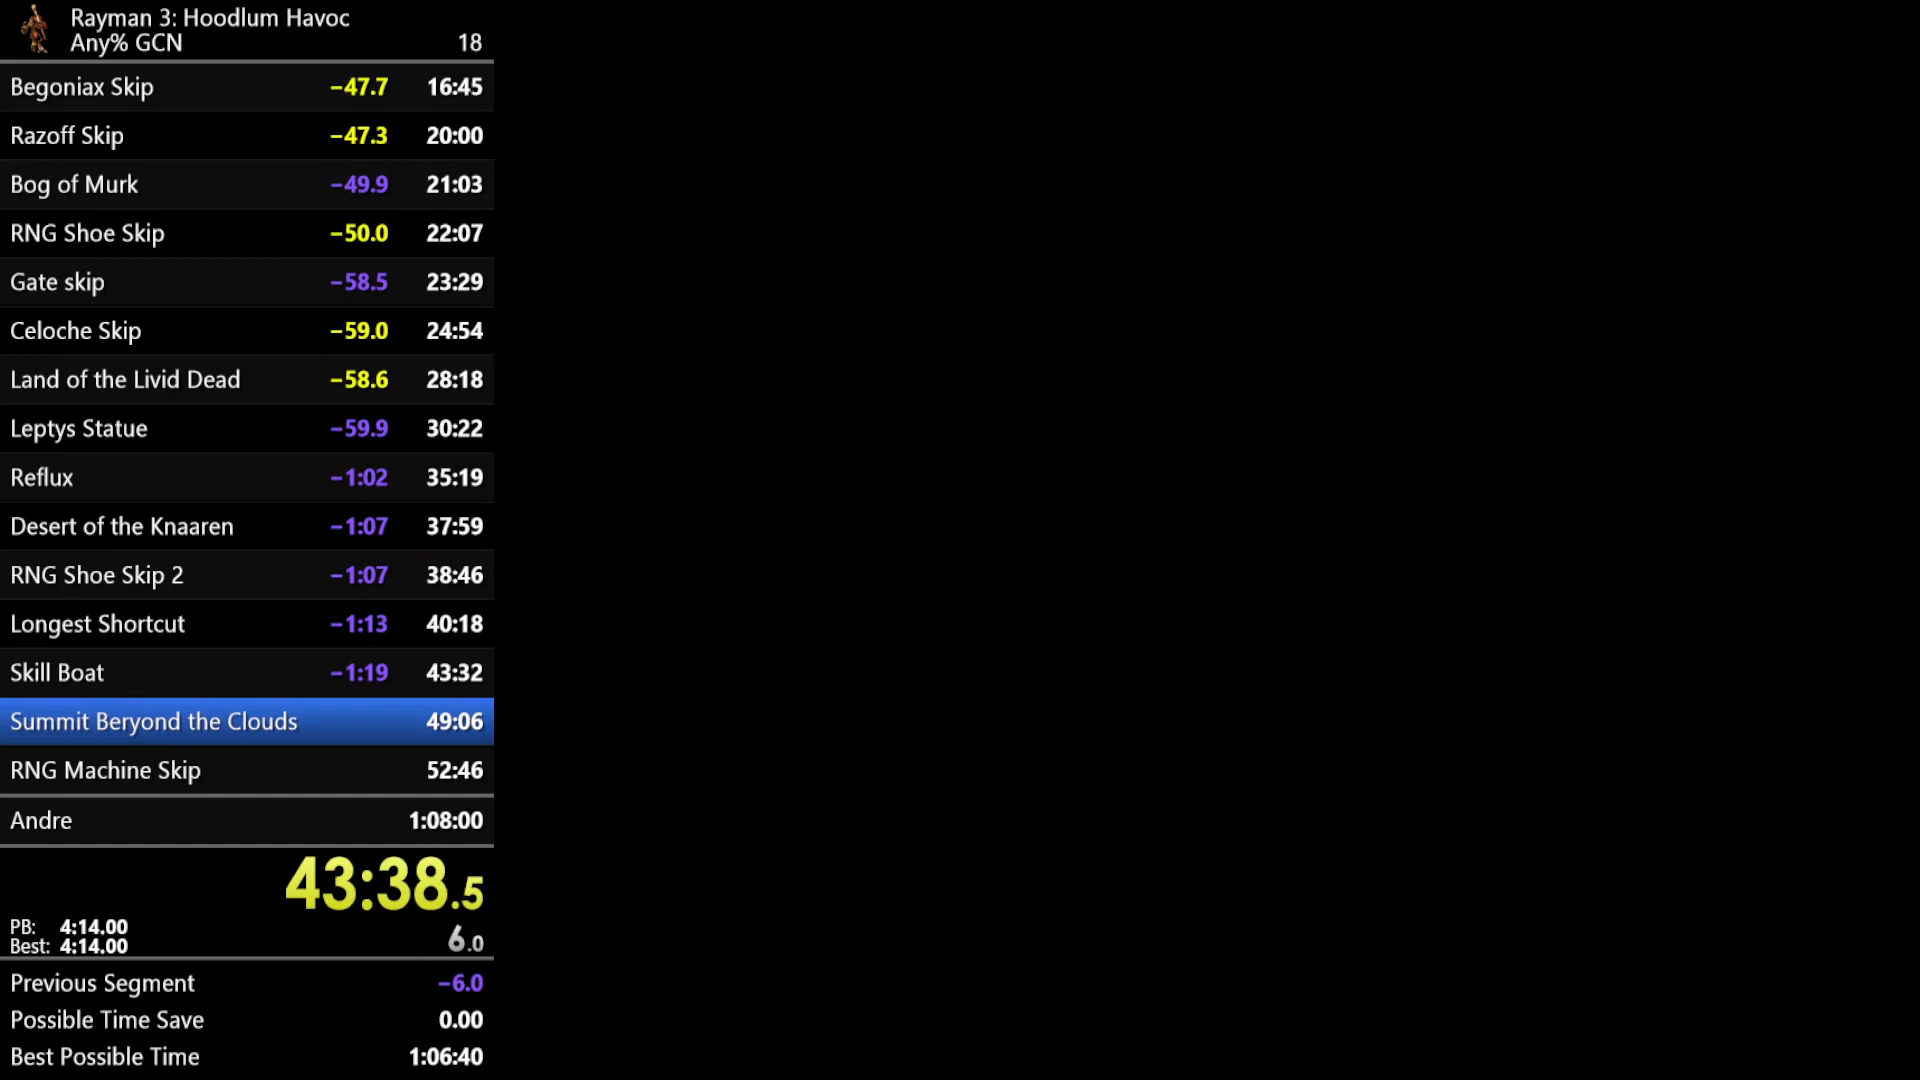 Rayman 3: Hoodlum Havoc
Any% GCN 18
Begoniax Skip −47.7 16:45
Razoff Skip −47.3 20:00
Bog of Murk −49.9 21:03
RNG Shoe Skip −50.0 22:07
Gate skip −58.5 23:29
Celoche Skip −59.0 24:54
Land of the Livid Dead −58.6 28:18
Leptys Statue −59.9 30:22
Reflux −1:02 35:19
Desert of the Knaaren −1:07 37:59
RNG Shoe Skip 2 −1:07 38:46
Longest Shortcut −1:13 40:18
Skill Boat −1:19 43:32
Summit Beryond the Clouds 49:06
RNG Machine Skip 52:46
Andre 1:08:00
43:38.5
PB: 4:14.00
Best: 4:14.00
6.0
Previous Segment −6.0
Possible Time Save 0.00
Best Possible Time 1:06:40